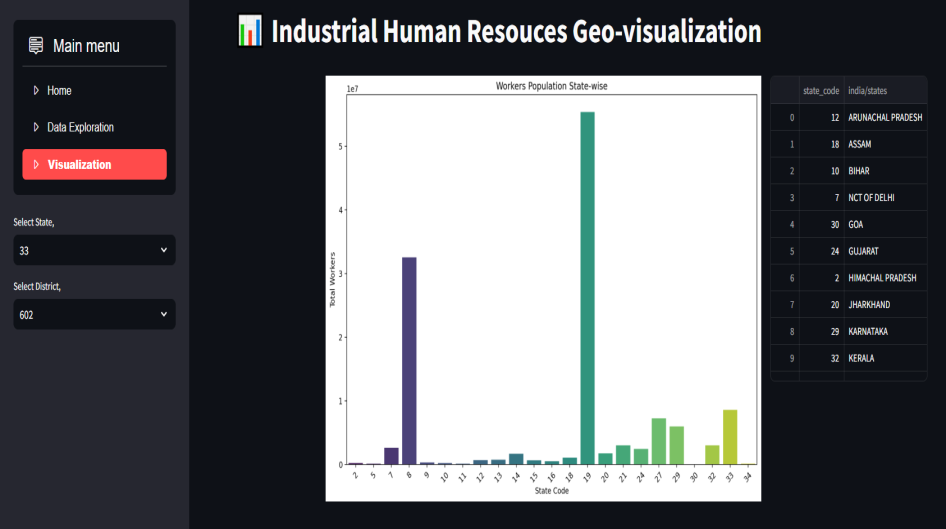 Main menu
Home
Data Exploration
Visualization
Select State,
33
Select District,
602
Industrial Human Resouces Geo-visualization
Workers Population State-wise
1e7
5
4
3
2
1
0
Total Workers
2 5 7 8 9 10 11 12 13 14 15 16 18 19 20 21 24 27 29 30 32 33 34
State Code
state_code india/states
0 12 ARUNACHAL PRADESH
1 18 ASSAM
2 10 BIHAR
3 7 NCT OF DELHI
4 30 GOA
5 24 GUJARAT
6 2 HIMACHAL PRADESH
7 20 JHARKHAND
8 29 KARNATAKA
9 32 KERALA